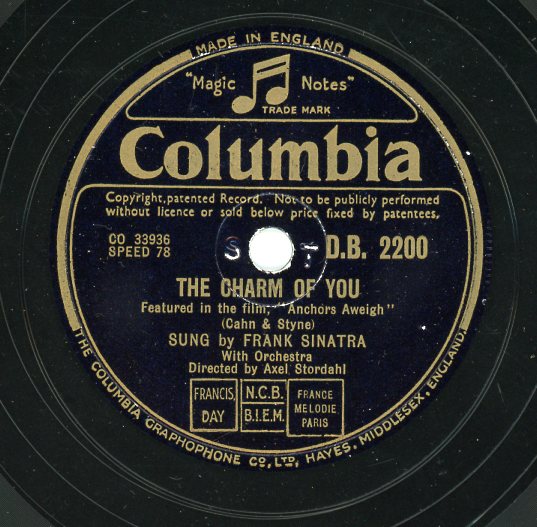 MADE IN ENGLAND
"Magic Notes"
TRADE MARK
Columbia
Copyright, patented Record. Not to be publicly performed
without licence or sold below price fixed by patentees,
CO 33936
SPEED 78
D.B. 2200
THE CHARM OF YOU
Featured in the film; "Anchors Aweigh"
(Cahn & Styne)
SUNG by FRANK SINATRA
With Orchestra
Directed by Axel Stordahl
FRANCIS, DAY
N.C.B.
B.I.E.M.
FRANCE
MELODIE
PARIS
THE COLUMBIA GRAPHOPHONE CO, LTD, HAYES, MIDDLESEX, ENGLAND.